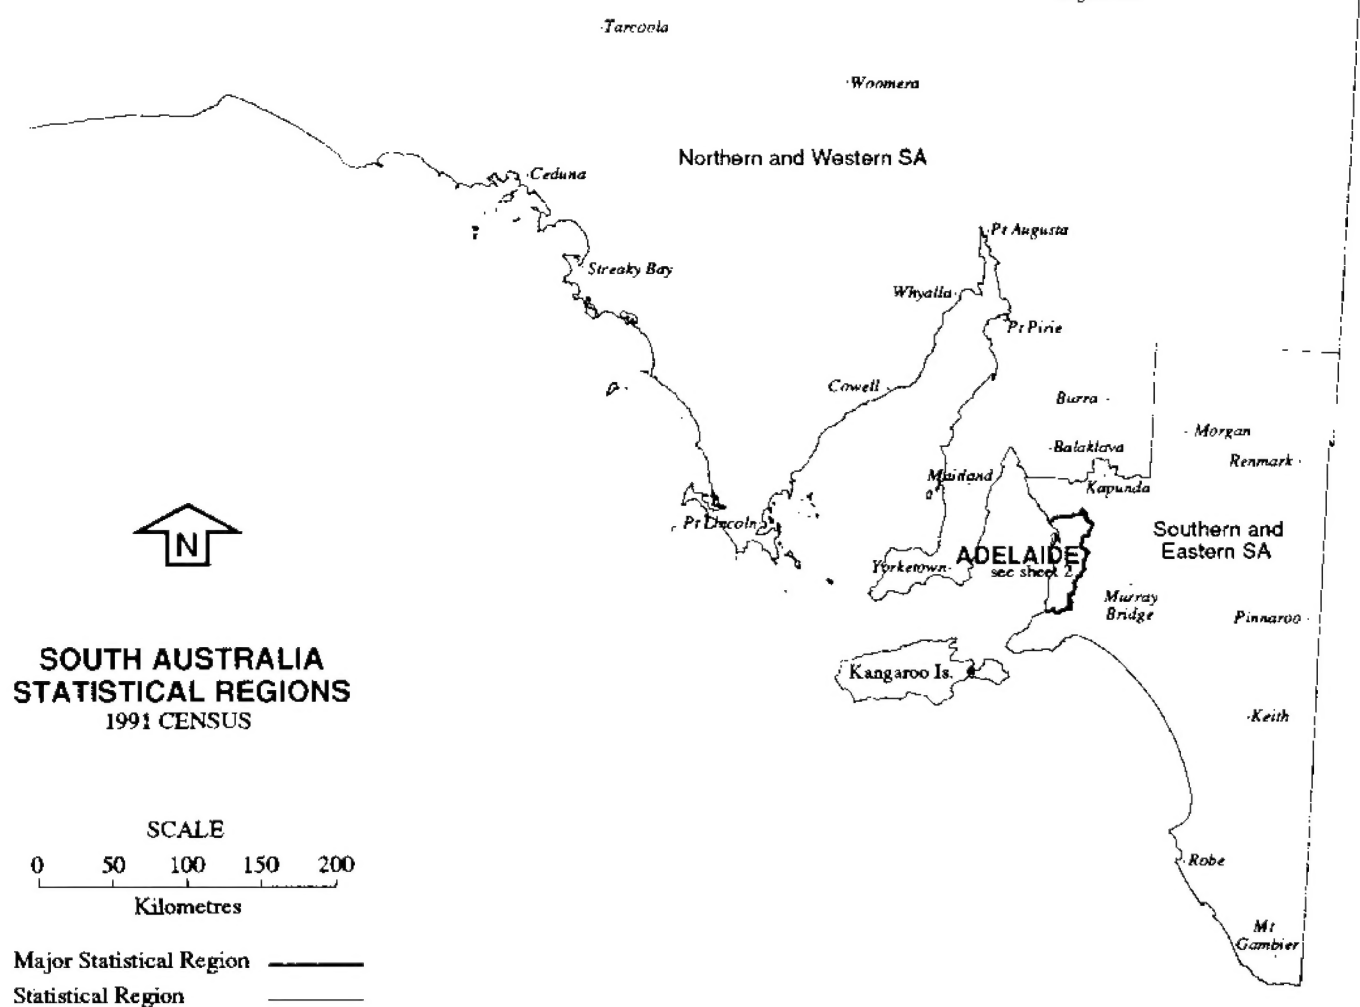 Tarcoola
Woomera
Northern and Western SA
Ceduna
Pt Augusta
Streaky Bay
Whyalla
Pt Pirie
Cowell
Burra
Morgan
Balaklava
Renmark
Maitland
Kapunda
Pt Lincoln
Southern and
Eastern SA
ADELAIDE
see sheet 2
Yorketown
Murray
Bridge
Pinnaroo
Kangaroo Is.
Keith
N
SOUTH AUSTRALIA
STATISTICAL REGIONS
1991 CENSUS
SCALE
0 50 100 150 200
Kilometres
Robe
Mt
Gambier
Major Statistical Region
Statistical Region